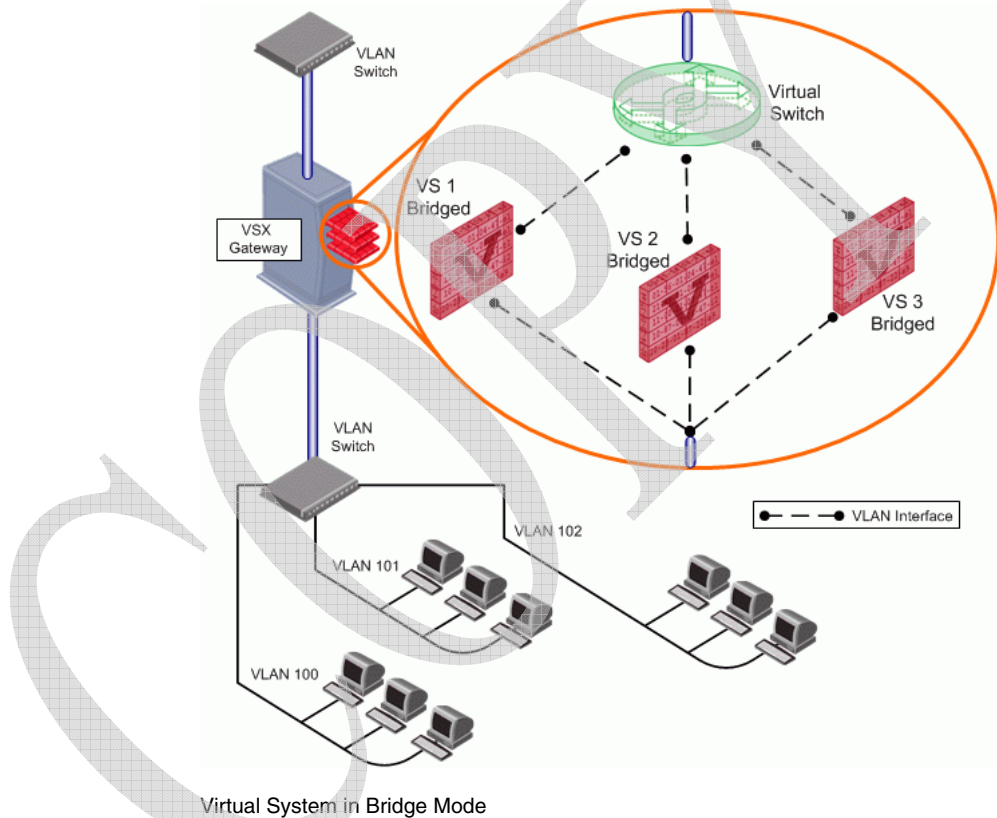 VLAN
Switch
Virtual
Switch
VS 1
Bridged
VSX
Gateway
VS 2
Bridged
VS 3
Bridged
VLAN
Switch
VLAN Interface
VLAN 102
VLAN 101
VLAN 100
Virtual System in Bridge Mode
COPY